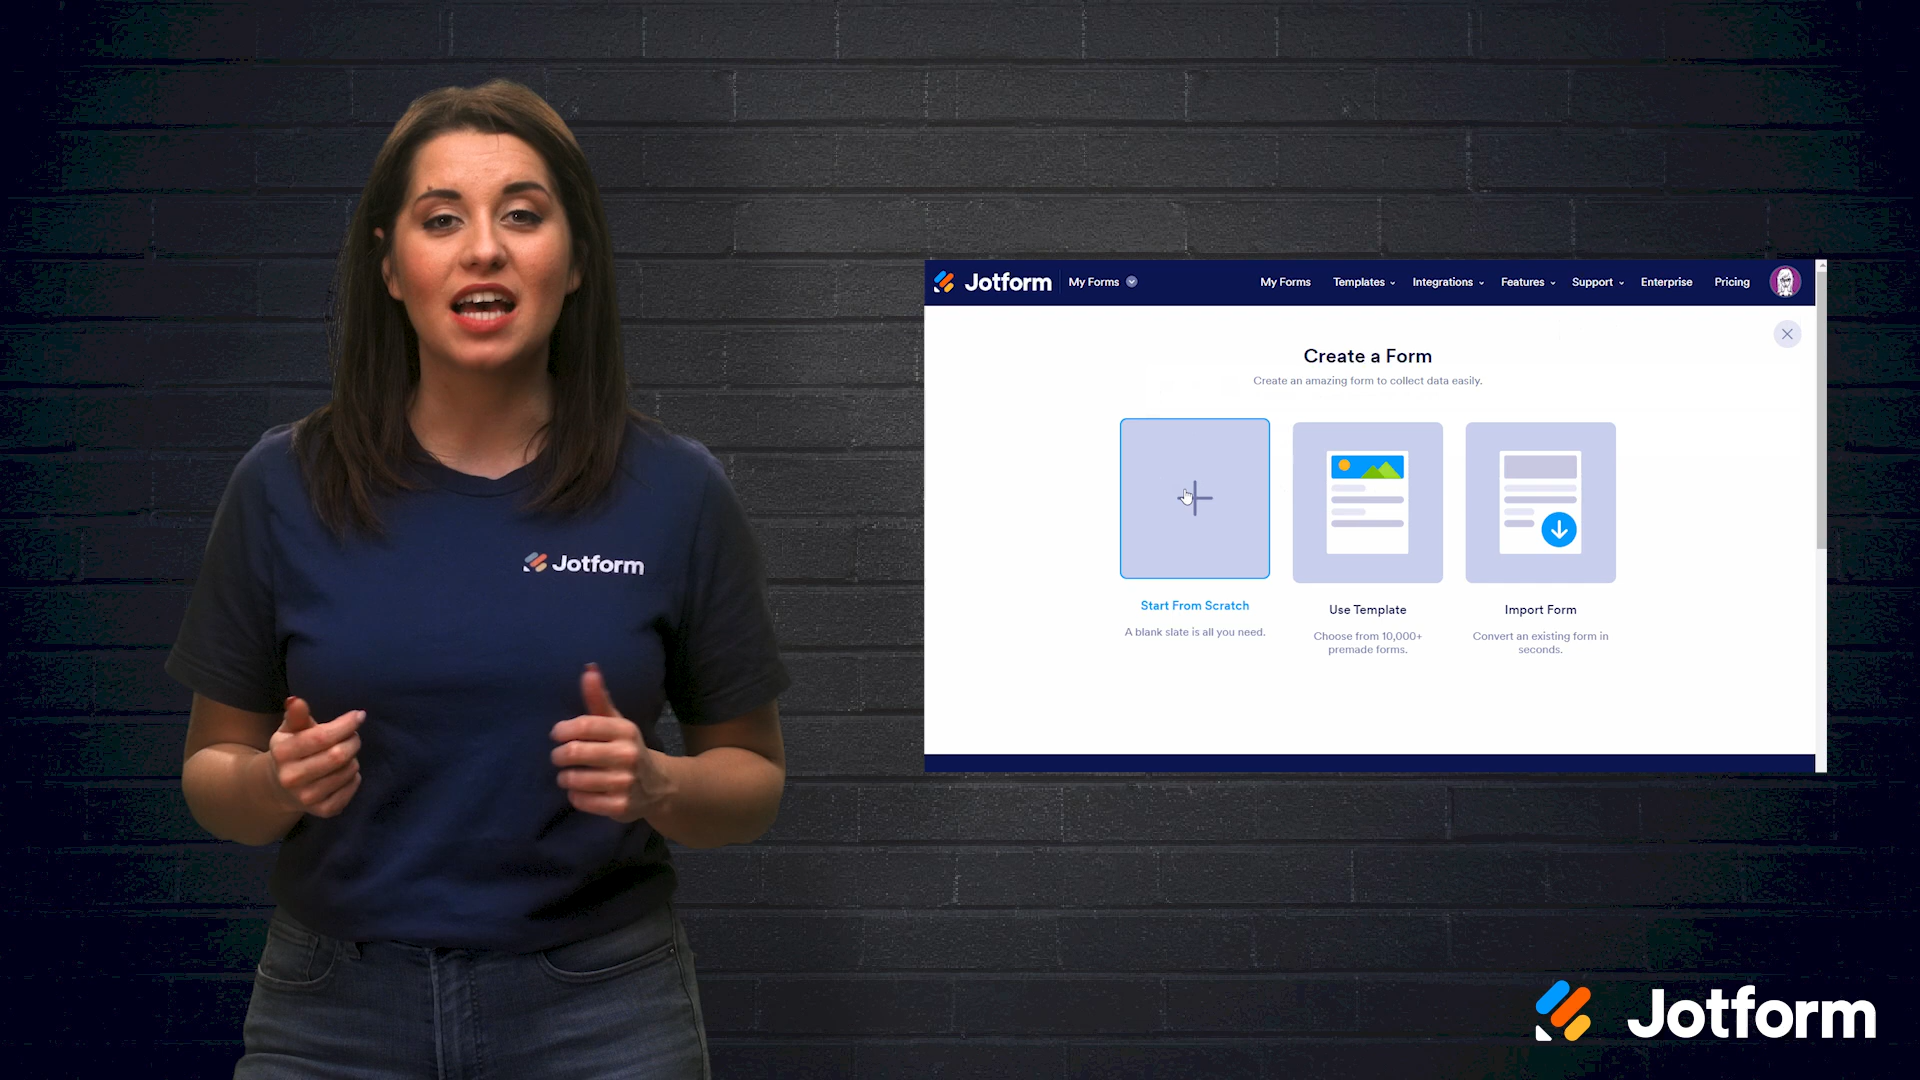 Jotform
Jotform
My Forms
My Forms
Templates
Integrations
Features
Support
Enterprise
Pricing
Create a Form
Create an amazing form to collect data easily.
Start From Scratch
A blank slate is all you need.
Use Template
Choose from 10,000+
premade forms.
Import Form
Convert an existing form in
seconds.
Jotform